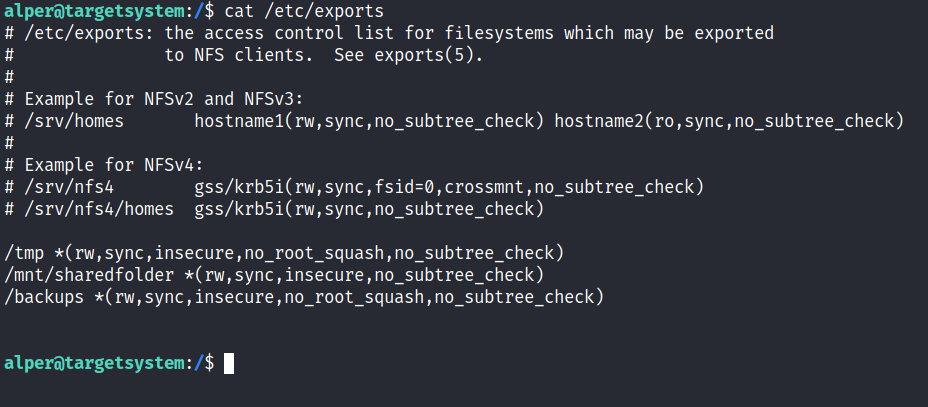 alper@targetsystem:/$ cat /etc/exports
# /etc/exports: the access control list for filesystems which may be exported
#               to NFS clients.  See exports(5).
#
# Example for NFSv2 and NFSv3:
# /srv/homes       hostname1(rw,sync,no_subtree_check) hostname2(ro,sync,no_subtree_check)
#
# Example for NFSv4:
# /srv/nfs4        gss/krb5i(rw,sync,fsid=0,crossmnt,no_subtree_check)
# /srv/nfs4/homes  gss/krb5i(rw,sync,no_subtree_check)
/tmp *(rw,sync,insecure,no_root_squash,no_subtree_check)
/mnt/sharedfolder *(rw,sync,insecure,no_subtree_check)
/backups *(rw,sync,insecure,no_root_squash,no_subtree_check)
alper@targetsystem:/$